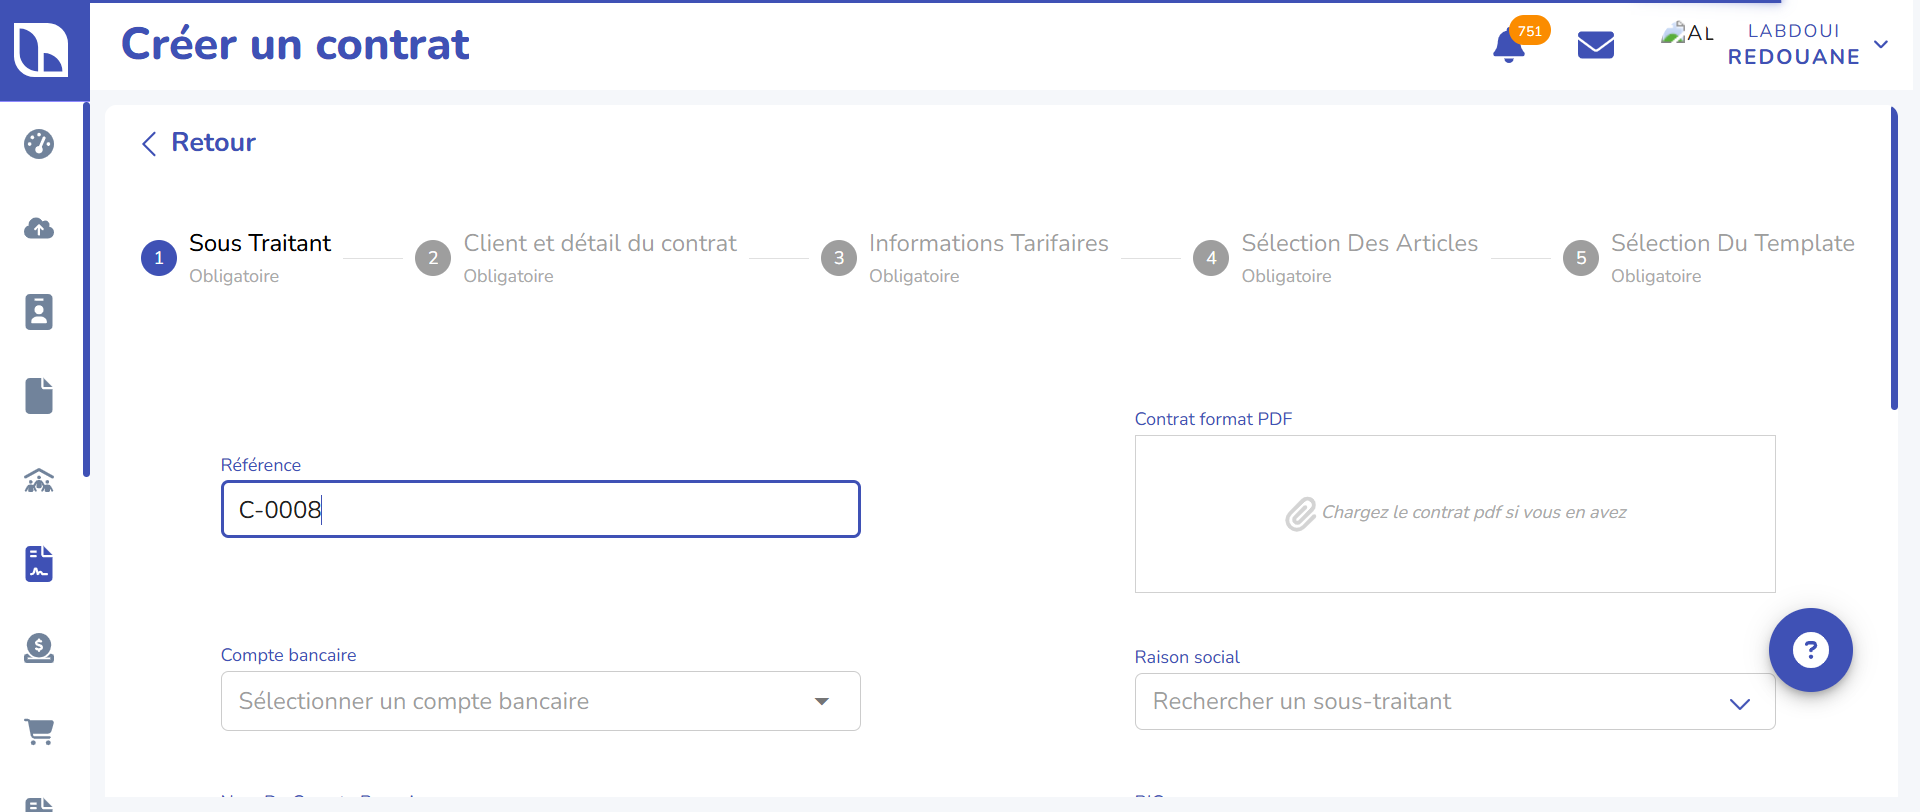 Créer un contrat
751
AL
LABDOUI
REDOUANE
Retour
1
Sous Traitant
Obligatoire
2
Client et détail du contrat
Obligatoire
3
Informations Tarifaires
Obligatoire
4
Sélection Des Articles
Obligatoire
5
Sélection Du Template
Obligatoire
Contrat format PDF
Référence
C-0008
Chargez le contrat pdf si vous en avez
Compte bancaire
Raison social
Sélectionner un compte bancaire
Rechercher un sous-traitant
?